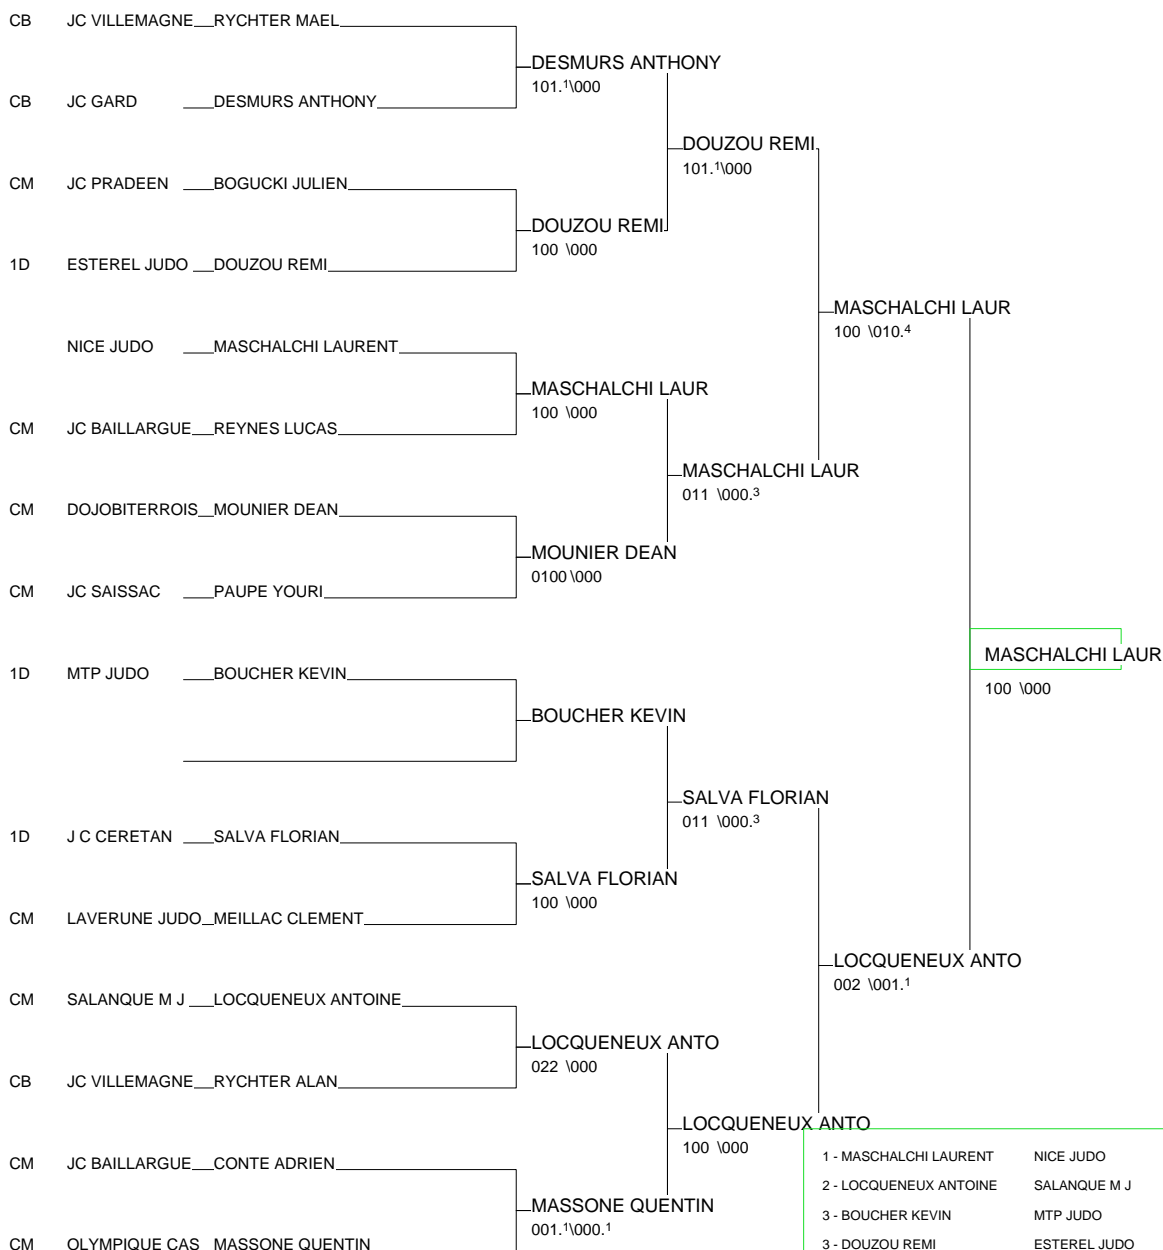 CB JC VILLEMAGNE RYCHTER MAEL
DESMURS ANTHONY
101.1\000
CB JC GARD DESMURS ANTHONY
DOUZOU REMI
101.1\000
CM JC PRADEEN BOGUCKI JULIEN
DOUZOU REMI
100 \000
1D ESTEREL JUDO DOUZOU REMI
MASCHALCHI LAUR
100 \010.4
NICE JUDO MASCHALCHI LAURENT
MASCHALCHI LAUR
100 \000
CM JC BAILLARGUE REYNES LUCAS
MASCHALCHI LAUR
011 \000.3
CM DOJOBITERROIS MOUNIER DEAN
MOUNIER DEAN
0100 \000
CM JC SAISSAC PAUPE YOURI
MASCHALCHI LAUR
100 \000
1D MTP JUDO BOUCHER KEVIN
BOUCHER KEVIN
SALVA FLORIAN
011 \000.3
1D J C CERETAN SALVA FLORIAN
SALVA FLORIAN
100 \000
CM LAVERUNE JUDO MEILLAC CLEMENT
LOCQUENEUX ANTO
002 \001.1
CM SALANQUE M J LOCQUENEUX ANTOINE
LOCQUENEUX ANTO
022 \000
CB JC VILLEMAGNE RYCHTER ALAN
LOCQUENEUX ANTO
100 \000
CM JC BAILLARGUE CONTE ADRIEN
MASSONE QUENTIN
001.1\000.1
CM OLYMPIQUE CAS MASSONE QUENTIN
1 - MASCHALCHI LAURENT NICE JUDO
2 - LOCQUENEUX ANTOINE SALANQUE M J
3 - BOUCHER KEVIN MTP JUDO
3 - DOUZOU REMI ESTEREL JUDO